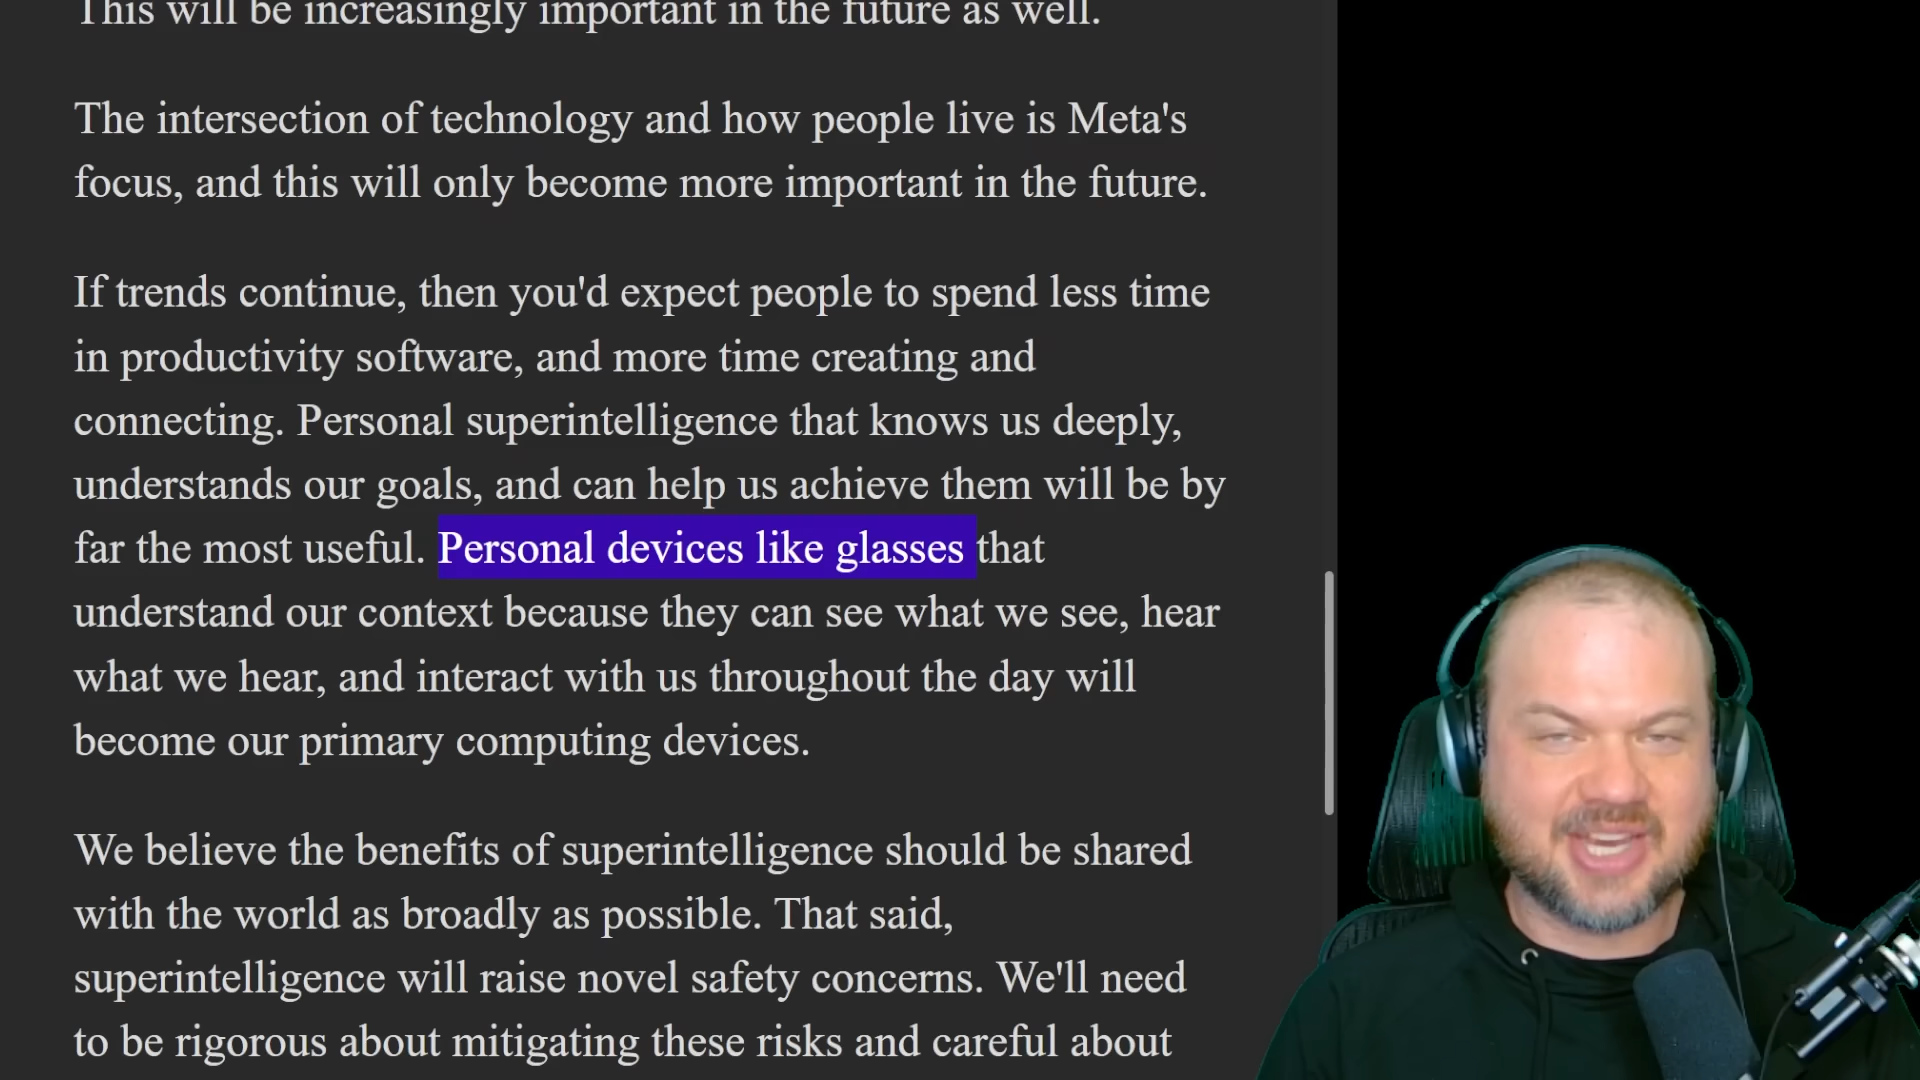 This will be increasingly important in the future as well.
The intersection of technology and how people live is Meta's
focus, and this will only become more important in the future.
If trends continue, then you'd expect people to spend less time
in productivity software, and more time creating and
connecting. Personal superintelligence that knows us deeply,
understands our goals, and can help us achieve them will be by
far the most useful. Personal devices like glasses that
understand our context because they can see what we see, hear
what we hear, and interact with us throughout the day will
become our primary computing devices.
We believe the benefits of superintelligence should be shared
with the world as broadly as possible. That said,
superintelligence will raise novel safety concerns. We'll need
to be rigorous about mitigating these risks and careful about